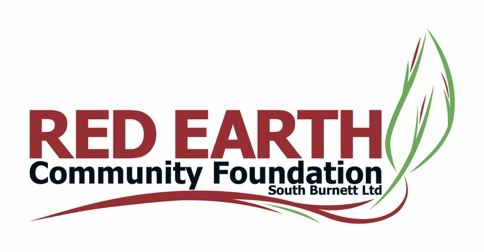 RED EARTH
Community Foundation
South Burnett Ltd